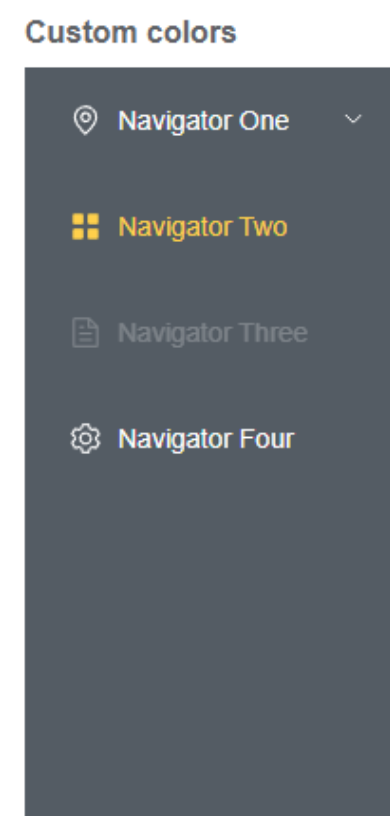 Custom colors
Navigator One
Navigator Two
Navigator Three
Navigator Four